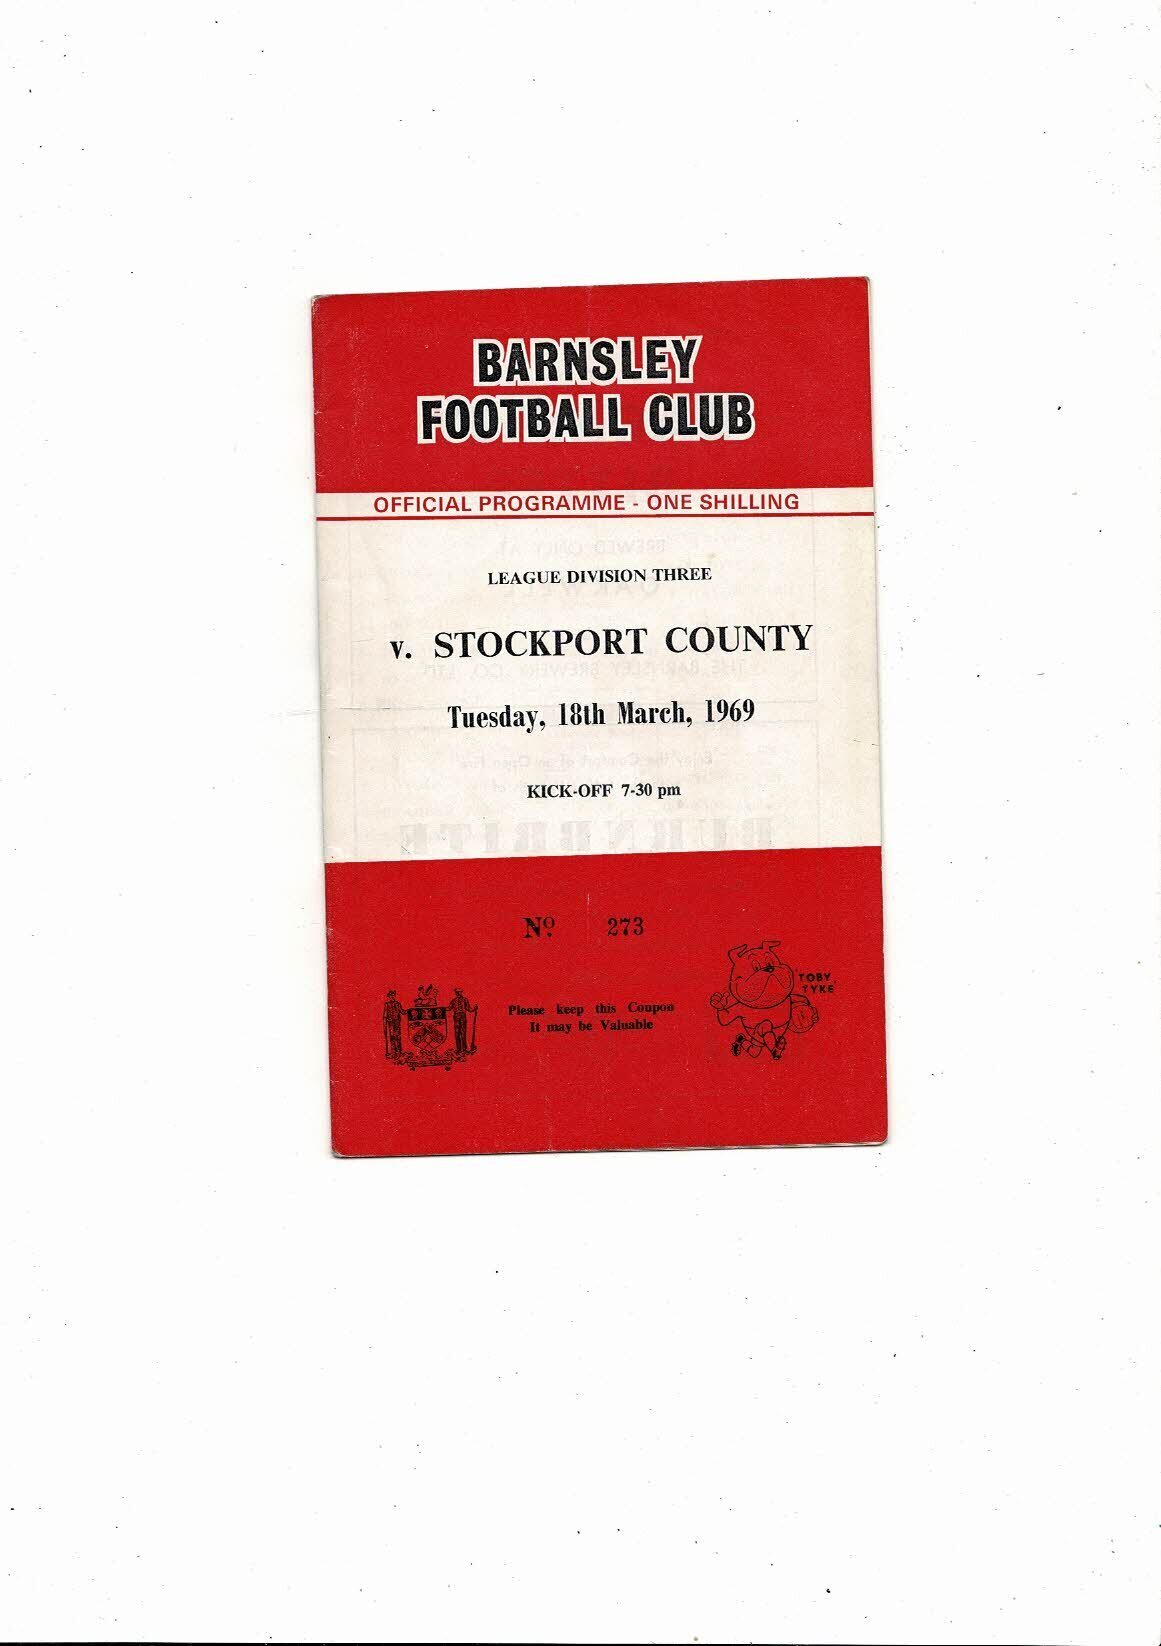 BARNSLEY
FOOTBALL CLUB
OFFICIAL PROGRAMME - ONE SHILLING
LEAGUE DIVISION THREE
v. STOCKPORT COUNTY
Tuesday, 18th March, 1969
KICK-OFF 7-30 pm
Nº 273
TOBY
TYKE
Please keep this Coupon
It may be Valuable